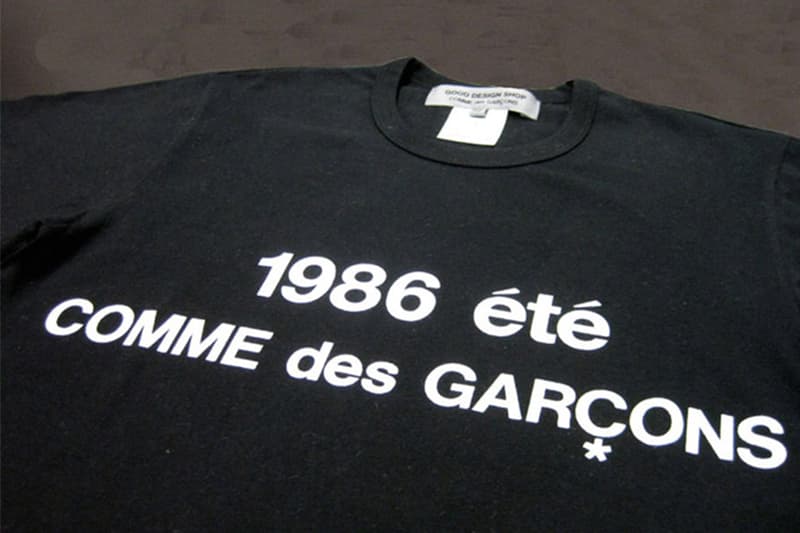 GOOD DESIGN SHOP
COMME des GARÇONS
1986 été
COMME des GARÇONS
*